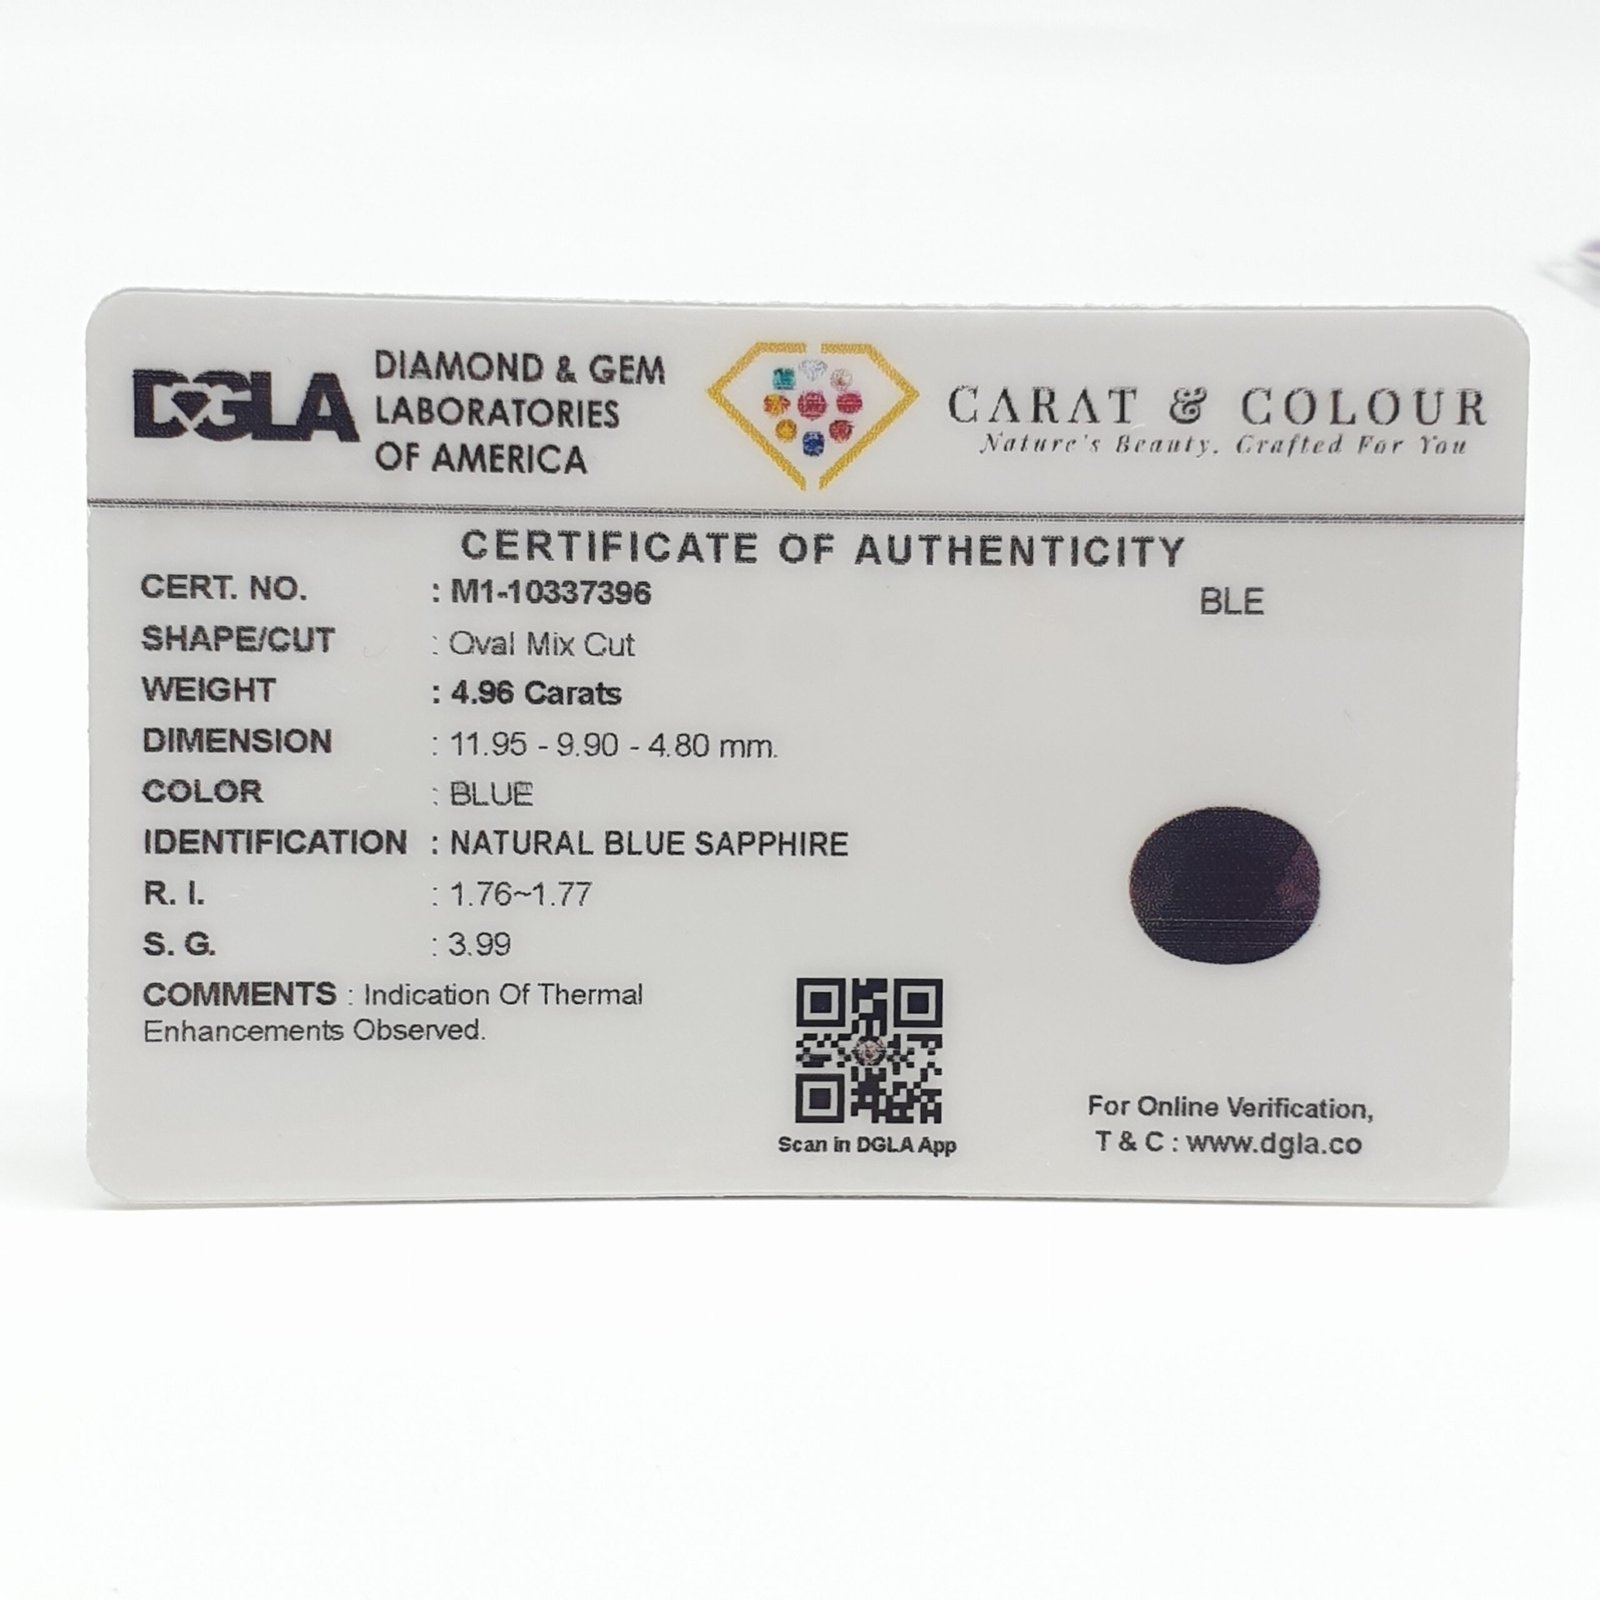 DGLA
DIAMOND & GEM
LABORATORIES
OF AMERICA
CARAT & COLOUR
Nature's Beauty, Crafted For You
CERTIFICATE OF AUTHENTICITY
CERT. NO. : M1-10337396
BLE
SHAPE/CUT : Oval Mix Cut
WEIGHT : 4.96 Carats
DIMENSION : 11.95 - 9.90 - 4.80 mm.
COLOR : BLUE
IDENTIFICATION : NATURAL BLUE SAPPHIRE
R. I. : 1.76~1.77
S. G. : 3.99
COMMENTS : Indication Of Thermal
Enhancements Observed.
Scan in DGLA App
For Online Verification,
T & C : www.dgla.co